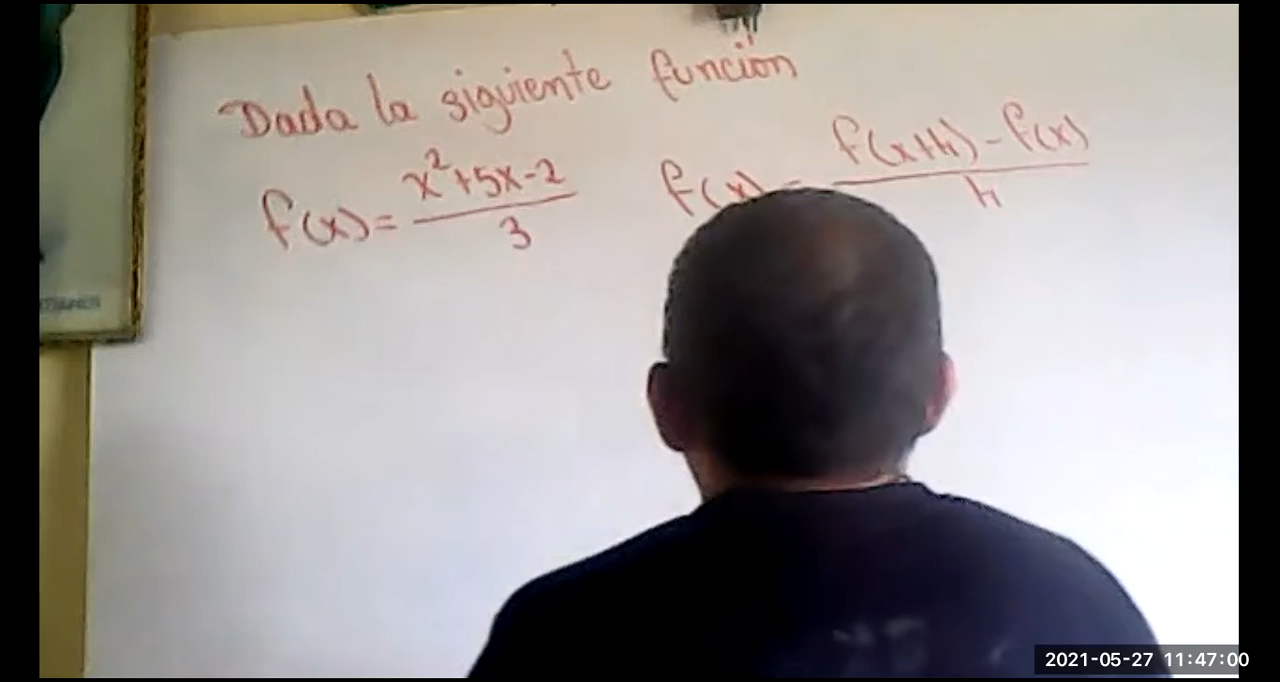 Dada la siguiente función
f(x)= x²+5x-2 / 3 f(x) = f(x+h)-f(x) / h
2021-05-27 11:47:00